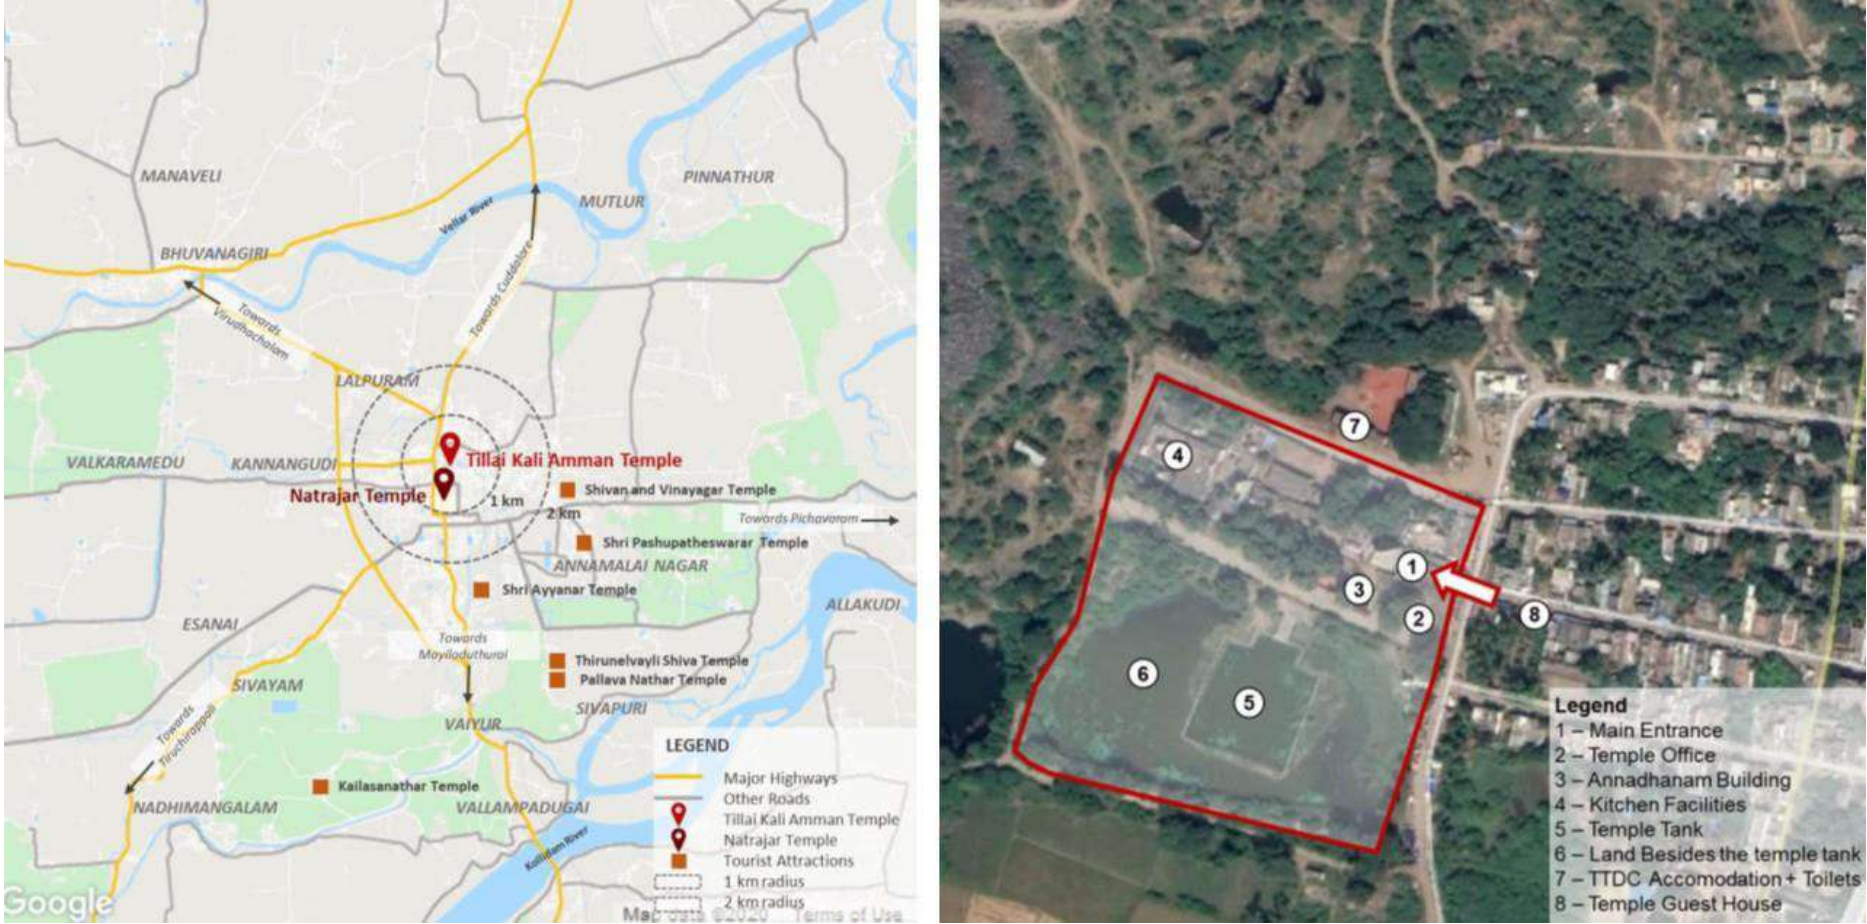 MANAVELI
PINNATHUR
MUTLUR
Vellar River
BHUVANAGIRI
Towards Cuddolore
Towards
Virudhachalam
LALPURAM
Tillai Kali Amman Temple
VALKARAMEDU
KANNANGUDI
Natrajar Temple
1 km
2 km
Shivan and Vinayagar Temple
Towards Pichavaram
Shri Pashupatheswarar Temple
ANNAMALAI NAGAR
Shri Ayyanar Temple
ALLAKUDI
ESANAI
Towards
Mayiladuthurai
Thirunelvayli Shiva Temple
Pallava Nathar Temple
SIVAYAM
SIVAPURI
Towards
Tiruchirappali
VAIYUR
Kailasanathar Temple
NADHIMANGALAM
VALLAMPADUGAI
Kollidam River
LEGEND
Major Highways
Other Roads
Tillai Kali Amman Temple
Natrajar Temple
Tourist Attractions
1 km radius
2 km radius
Google
Map data ©2020
Terms of Use
7
4
1
3
2
8
6
5
Legend
1 – Main Entrance
2 – Temple Office
3 – Annadhanam Building
4 – Kitchen Facilities
5 – Temple Tank
6 – Land Besides the temple tank
7 – TTDC Accomodation + Toilets
8 – Temple Guest House